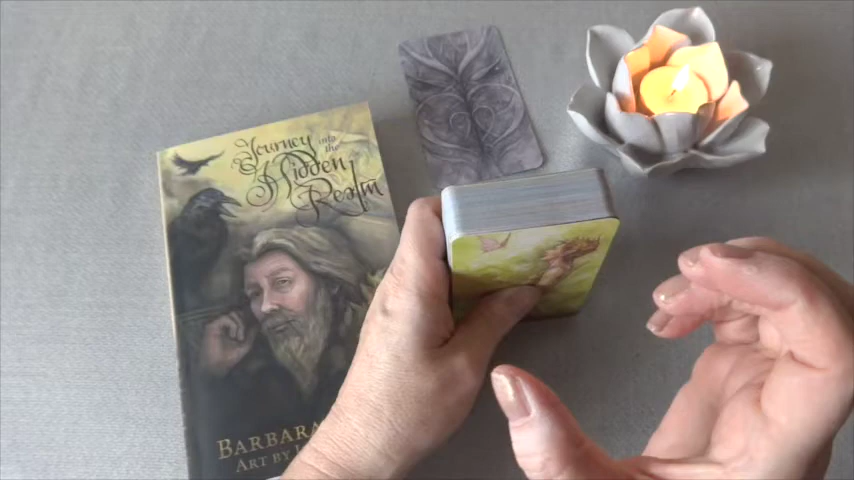 Journey
into
the
Hidden
Realm
BARBARA
ART BY